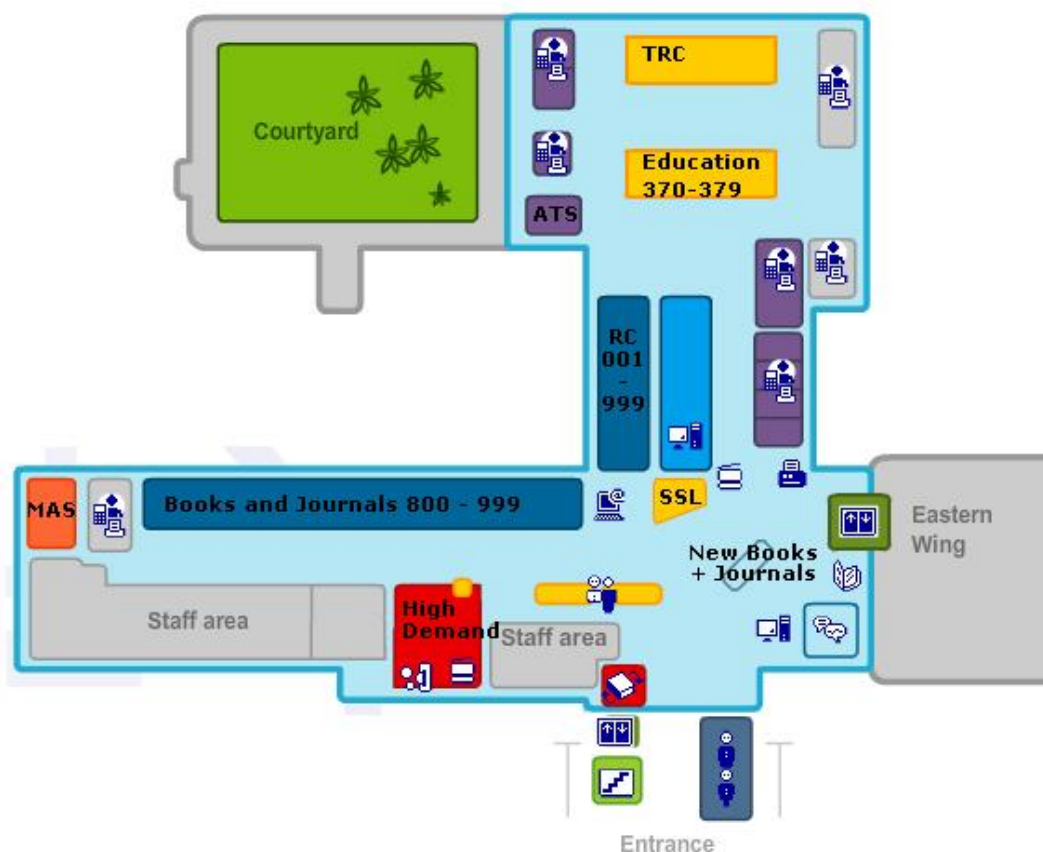 TRC
Courtyard
Education
370-379
ATS
RC
001
-
999
MAS
Books and Journals 800 - 999
SSL
Eastern
Wing
New Books
+ Journals
Staff area
High
Demand
Staff area
Entrance